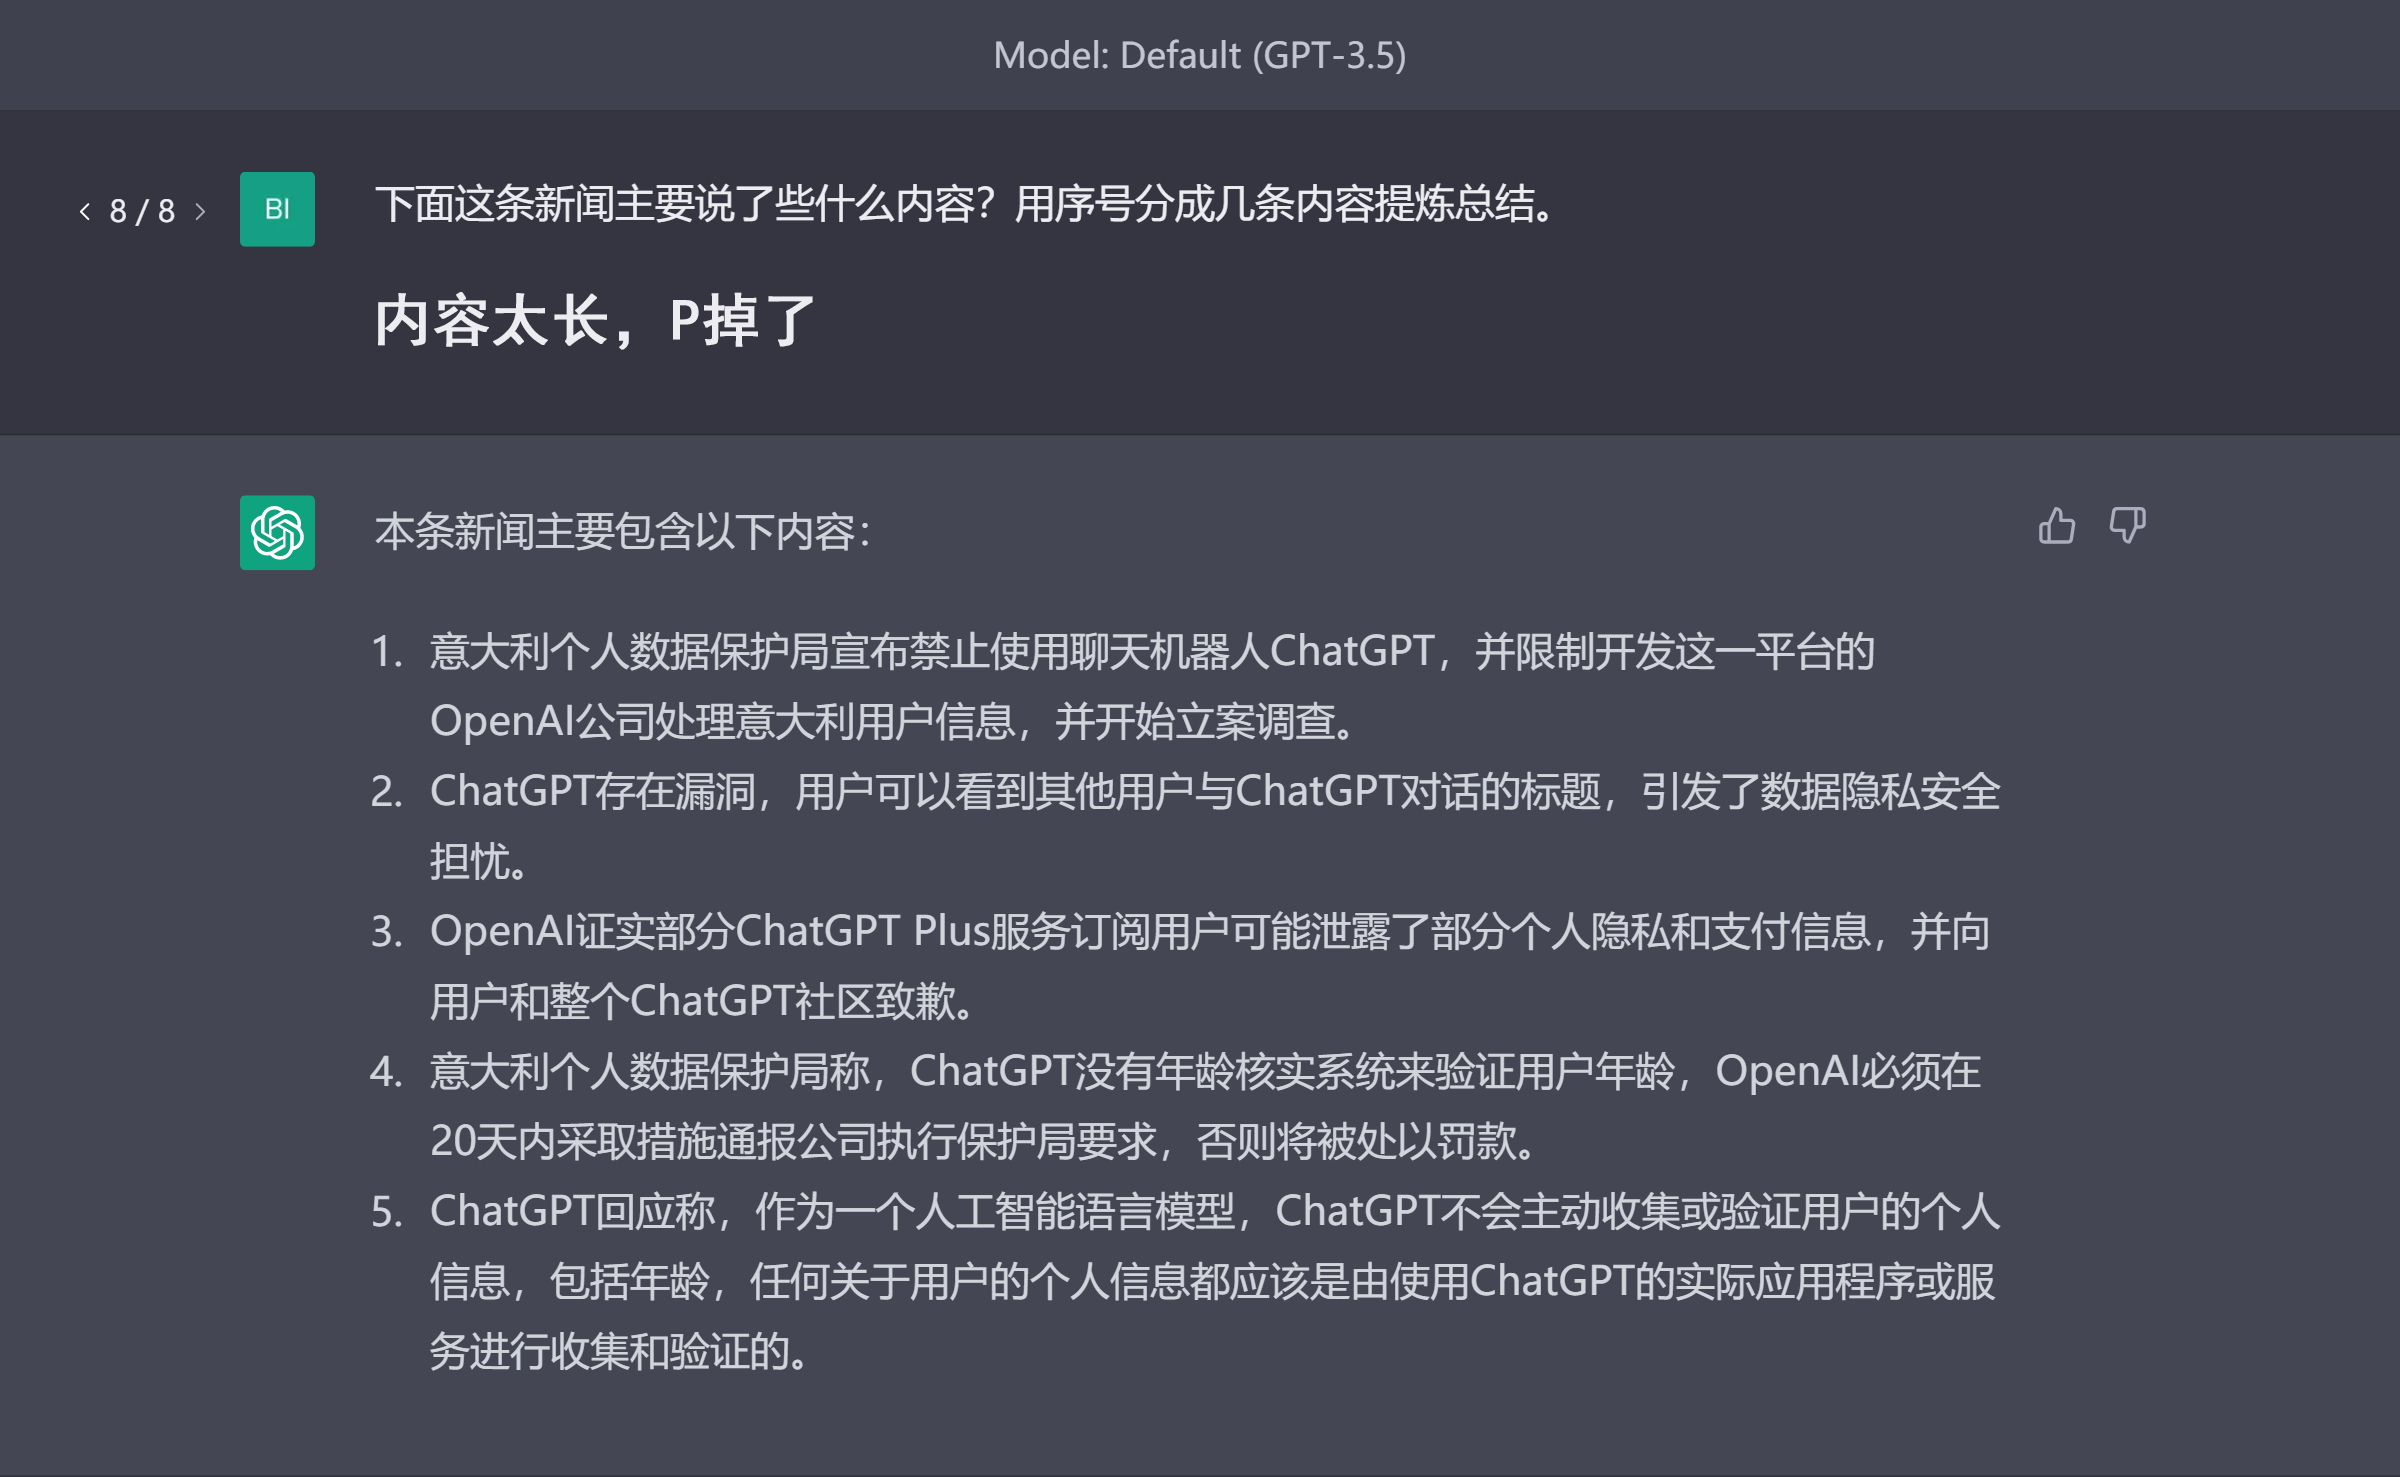 Model: Default (GPT-3.5)
< 8 / 8 >
BI
下面这条新闻主要说了些什么内容？用序号分成几条内容提炼总结。
内容太长，P掉了
本条新闻主要包含以下内容：
1. 意大利个人数据保护局宣布禁止使用聊天机器人ChatGPT，并限制开发这一平台的
OpenAI公司处理意大利用户信息，并开始立案调查。
2. ChatGPT存在漏洞，用户可以看到其他用户与ChatGPT对话的标题，引发了数据隐私安全
担忧。
3. OpenAI证实部分ChatGPT Plus服务订阅用户可能泄露了部分个人隐私和支付信息，并向
用户和整个ChatGPT社区致歉。
4. 意大利个人数据保护局称，ChatGPT没有年龄核实系统来验证用户年龄，OpenAI必须在
20天内采取措施通报公司执行保护局要求，否则将被处以罚款。
5. ChatGPT回应称，作为一个人工智能语言模型，ChatGPT不会主动收集或验证用户的个人
信息，包括年龄，任何关于用户的个人信息都应该是由使用ChatGPT的实际应用程序或服
务进行收集和验证的。